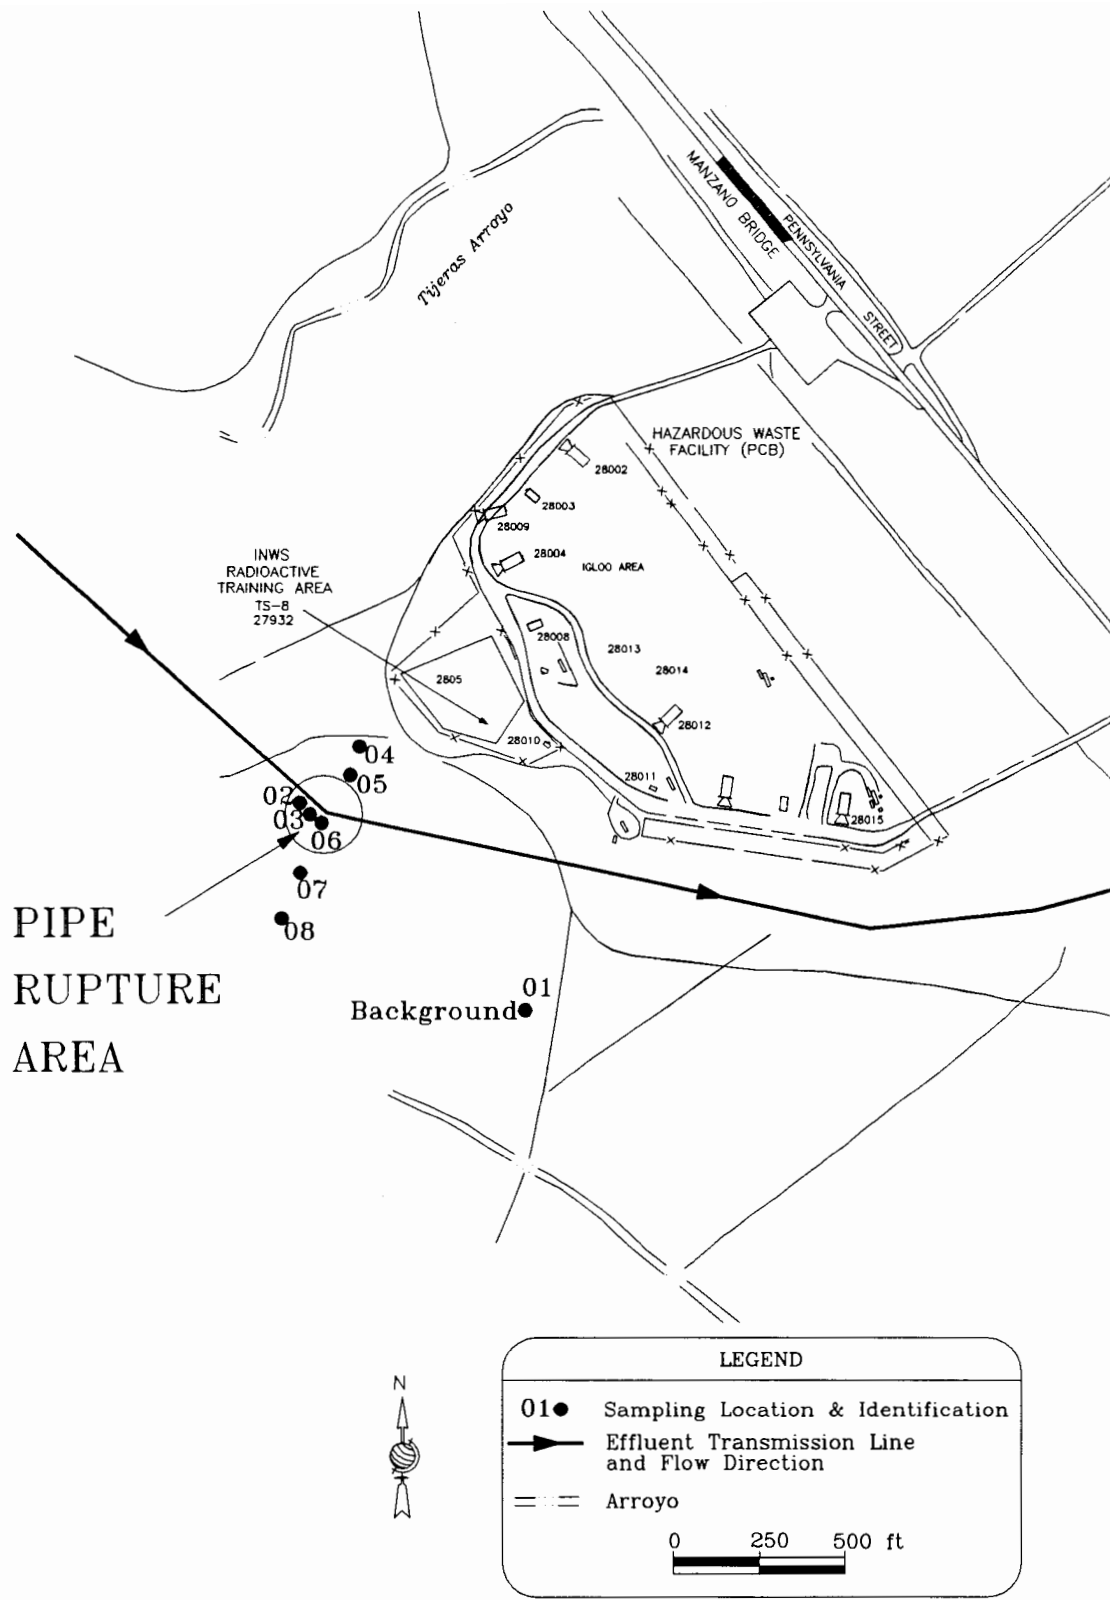 MANZANO BRIDGE
PENNSYLVANIA
STREET
Tijeras Arroyo
HAZARDOUS WASTE
FACILITY (PCB)
28002
28003
28009
28004
IGLOO AREA
INWS
RADIOACTIVE
TRAINING AREA
TS-8
27932
28008
28013
28014
2805
28012
28010
28011
28015
04
05
02
03
06
07
08
PIPE
RUPTURE
AREA
01
Background
N
LEGEND
01 Sampling Location & Identification
Effluent Transmission Line
and Flow Direction
Arroyo
0 250 500 ft